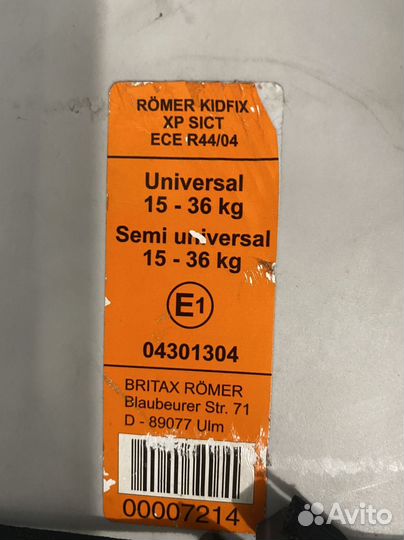 RÖMER KIDFIX
XP SICT
ECE R44/04
Universal
15 - 36 kg
Semi universal
15 - 36 kg
E1
04301304
BRITAX RÖMER
Blaubeurer Str. 71
D - 89077 Ulm
00007214
Avito